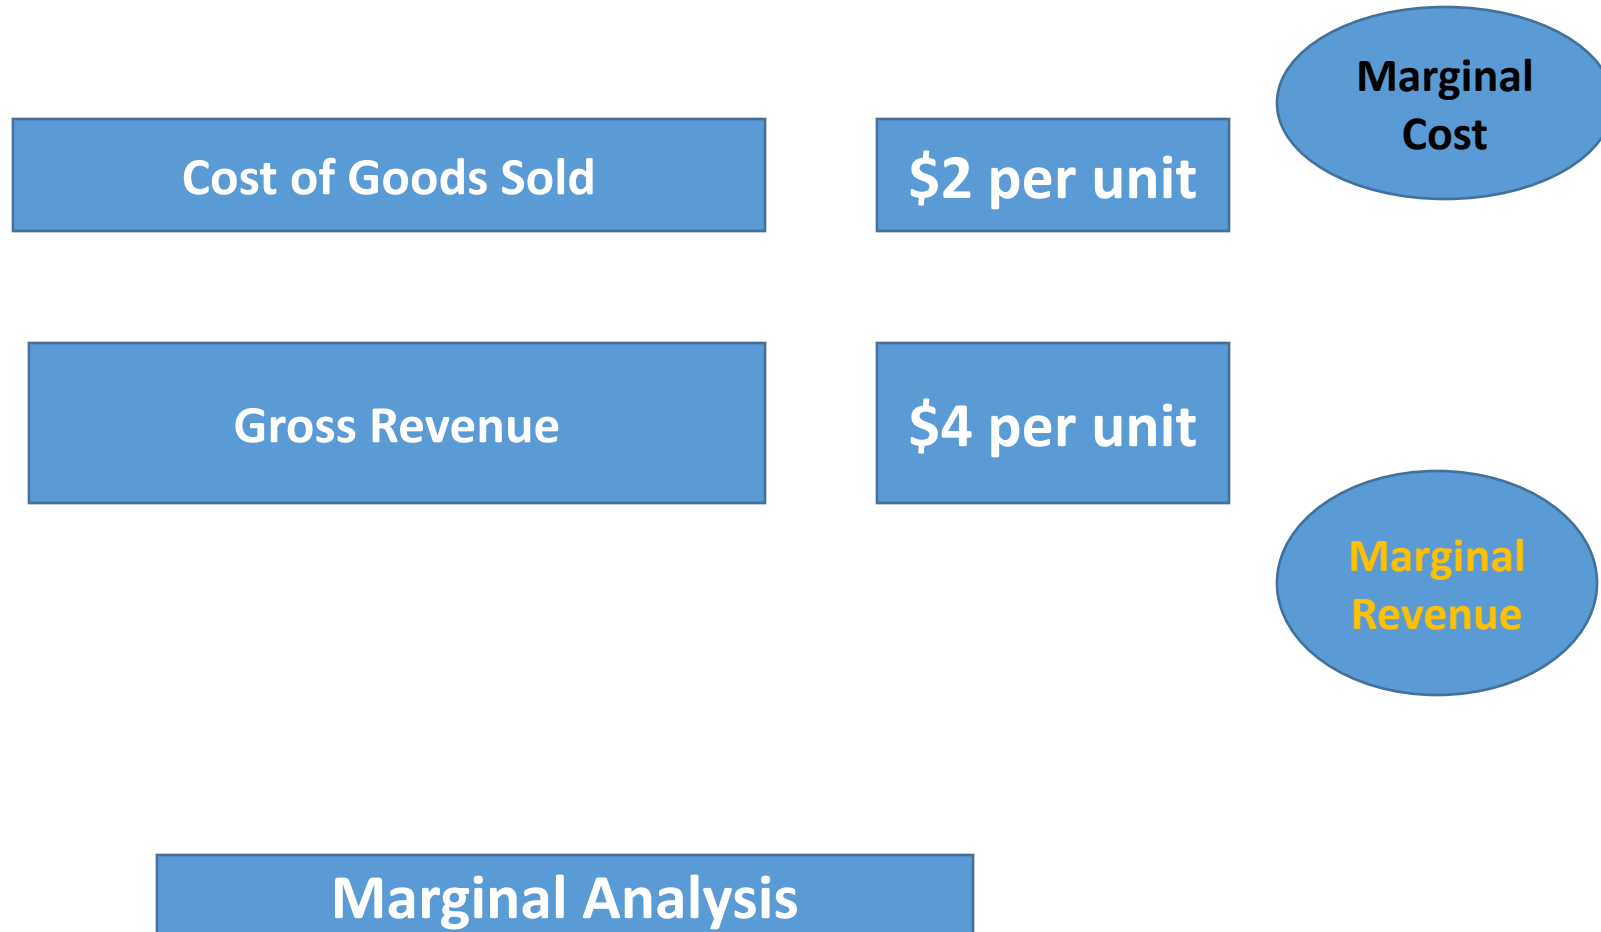 Marginal
Cost
Cost of Goods Sold
$2 per unit
Gross Revenue
$4 per unit
Marginal
Revenue
Marginal Analysis